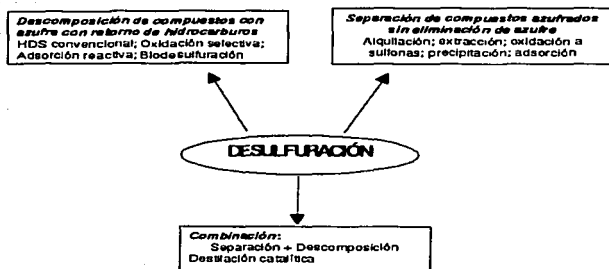 Descomposición de compuestos con
azufre con retorno de hidrocarburos
HDS convencional; Oxidación selectiva;
Adsorción reactiva; Biodesulfuración
Separación de compuestos azufrados
sin eliminación de azufre
Alquilación; extracción; oxidación a
sulfonas; precipitación; adsorción
DESULFURACIÓN
Combinación:
Separación + Descomposición
Destilación catalítica